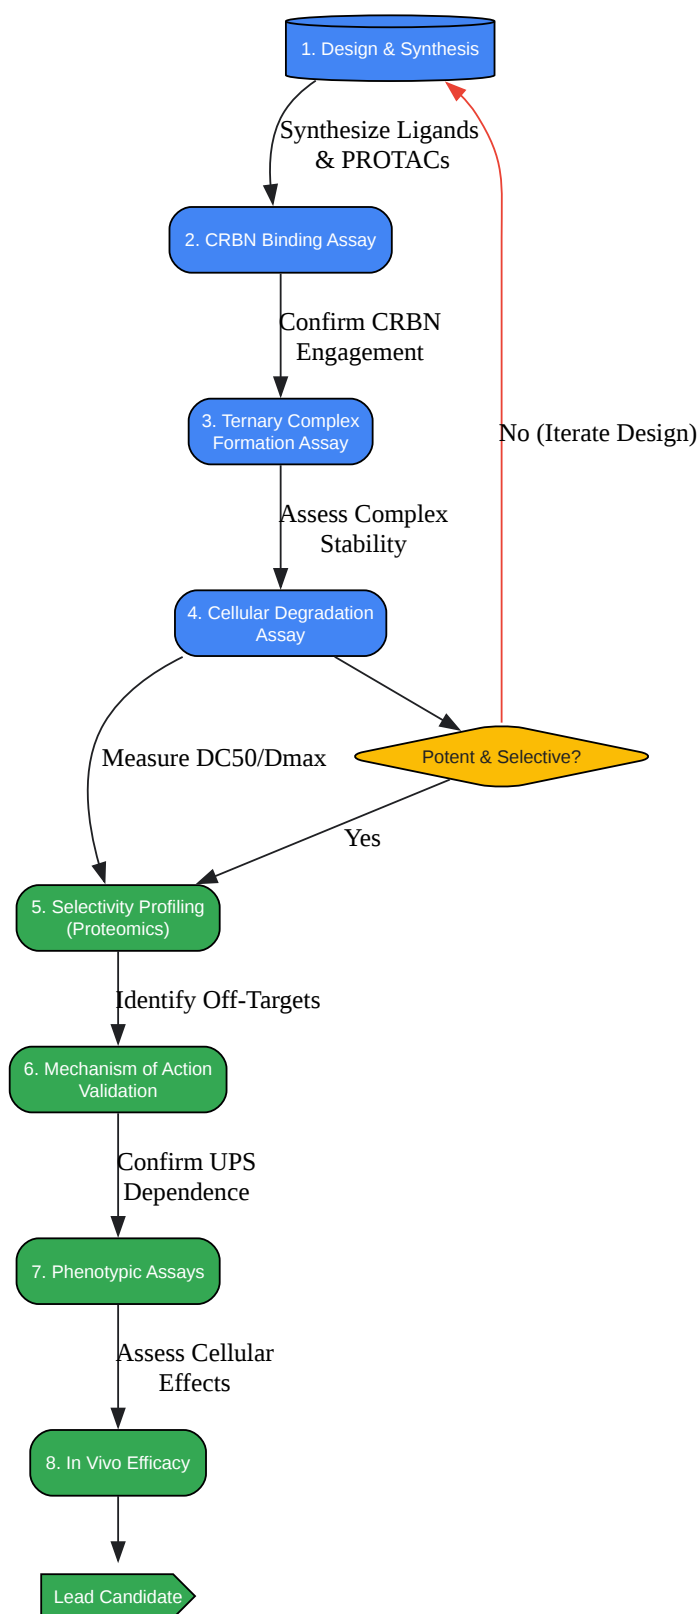 1. Design & Synthesis
Synthesize Ligands
& PROTACs
2. CRBN Binding Assay
Confirm CRBN
Engagement
3. Ternary Complex
Formation Assay
No (Iterate Design)
Assess Complex
Stability
4. Cellular Degradation
Assay
Measure DC50/Dmax
Potent & Selective?
Yes
5. Selectivity Profiling
(Proteomics)
Identify Off-Targets
6. Mechanism of Action
Validation
Confirm UPS
Dependence
7. Phenotypic Assays
Assess Cellular
Effects
8. In Vivo Efficacy
Lead Candidate